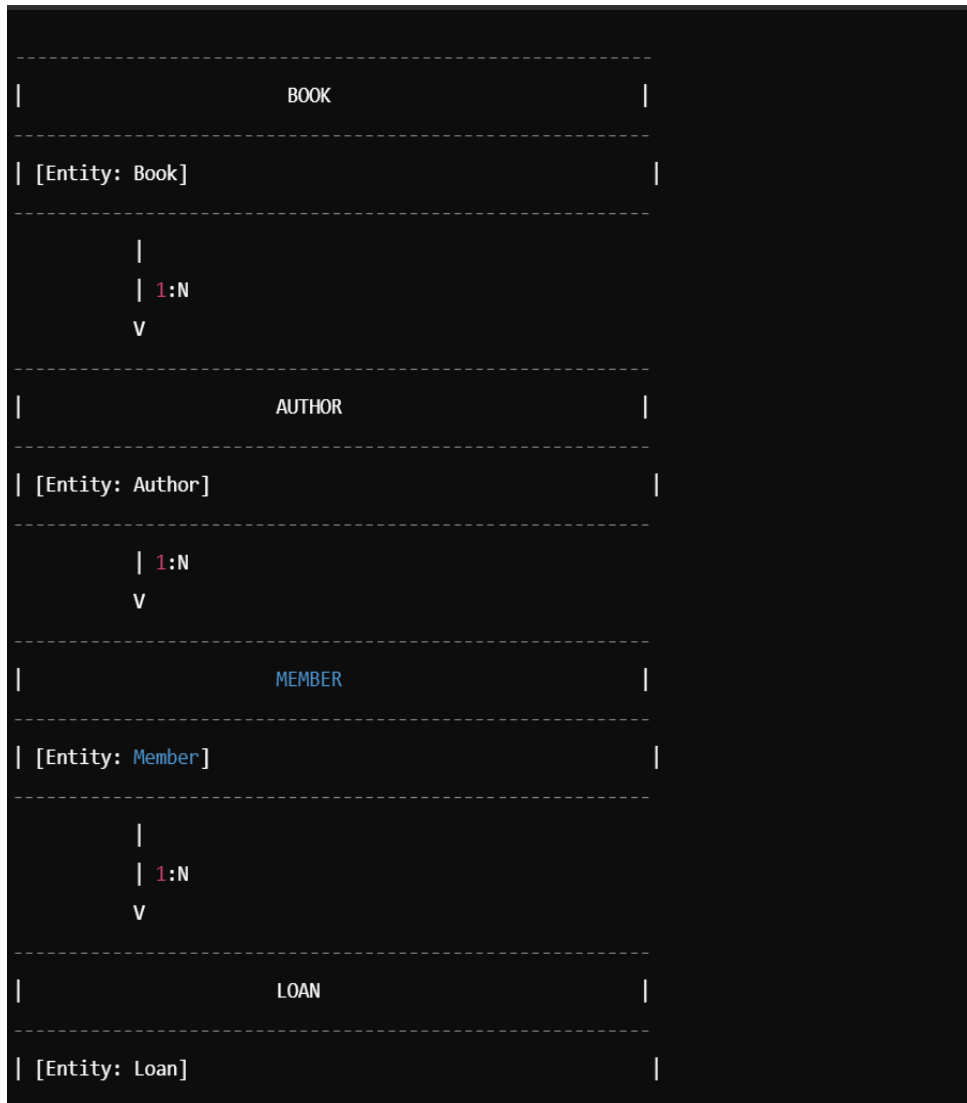 ----------------------------------------------------------
|                        BOOK                            |
----------------------------------------------------------
| [Entity: Book]                                          |
----------------------------------------------------------
           |
           | 1:N
           V
----------------------------------------------------------
|                       AUTHOR                           |
----------------------------------------------------------
| [Entity: Author]                                        |
----------------------------------------------------------
           | 1:N
           V
----------------------------------------------------------
|                       MEMBER                           |
----------------------------------------------------------
| [Entity: Member]                                        |
----------------------------------------------------------
           |
           | 1:N
           V
----------------------------------------------------------
|                       LOAN                             |
----------------------------------------------------------
| [Entity: Loan]                                          |